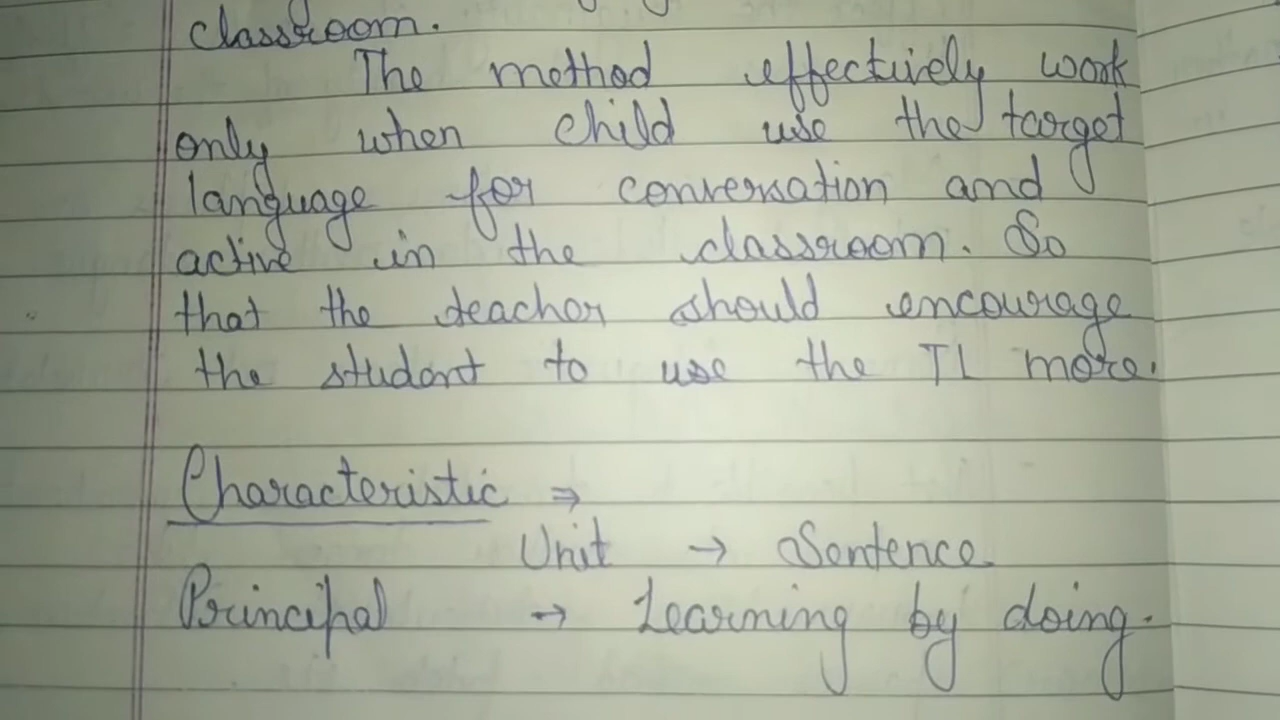 classroom.
The method effectively work
only when child use the target
language for conversation and
active in the classroom. So
that the teacher should encourage
the student to use the TL more.
Characteristic ⇒
Unit → Sentence
Principal → Learning by doing.